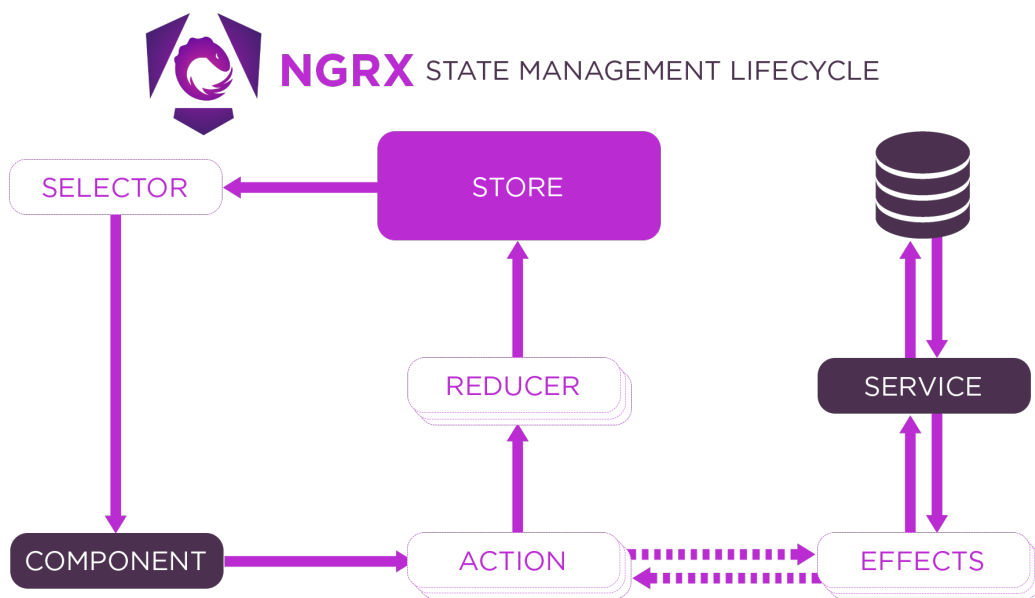 NGRX STATE MANAGEMENT LIFECYCLE
SELECTOR
STORE
REDUCER
SERVICE
COMPONENT
ACTION
EFFECTS